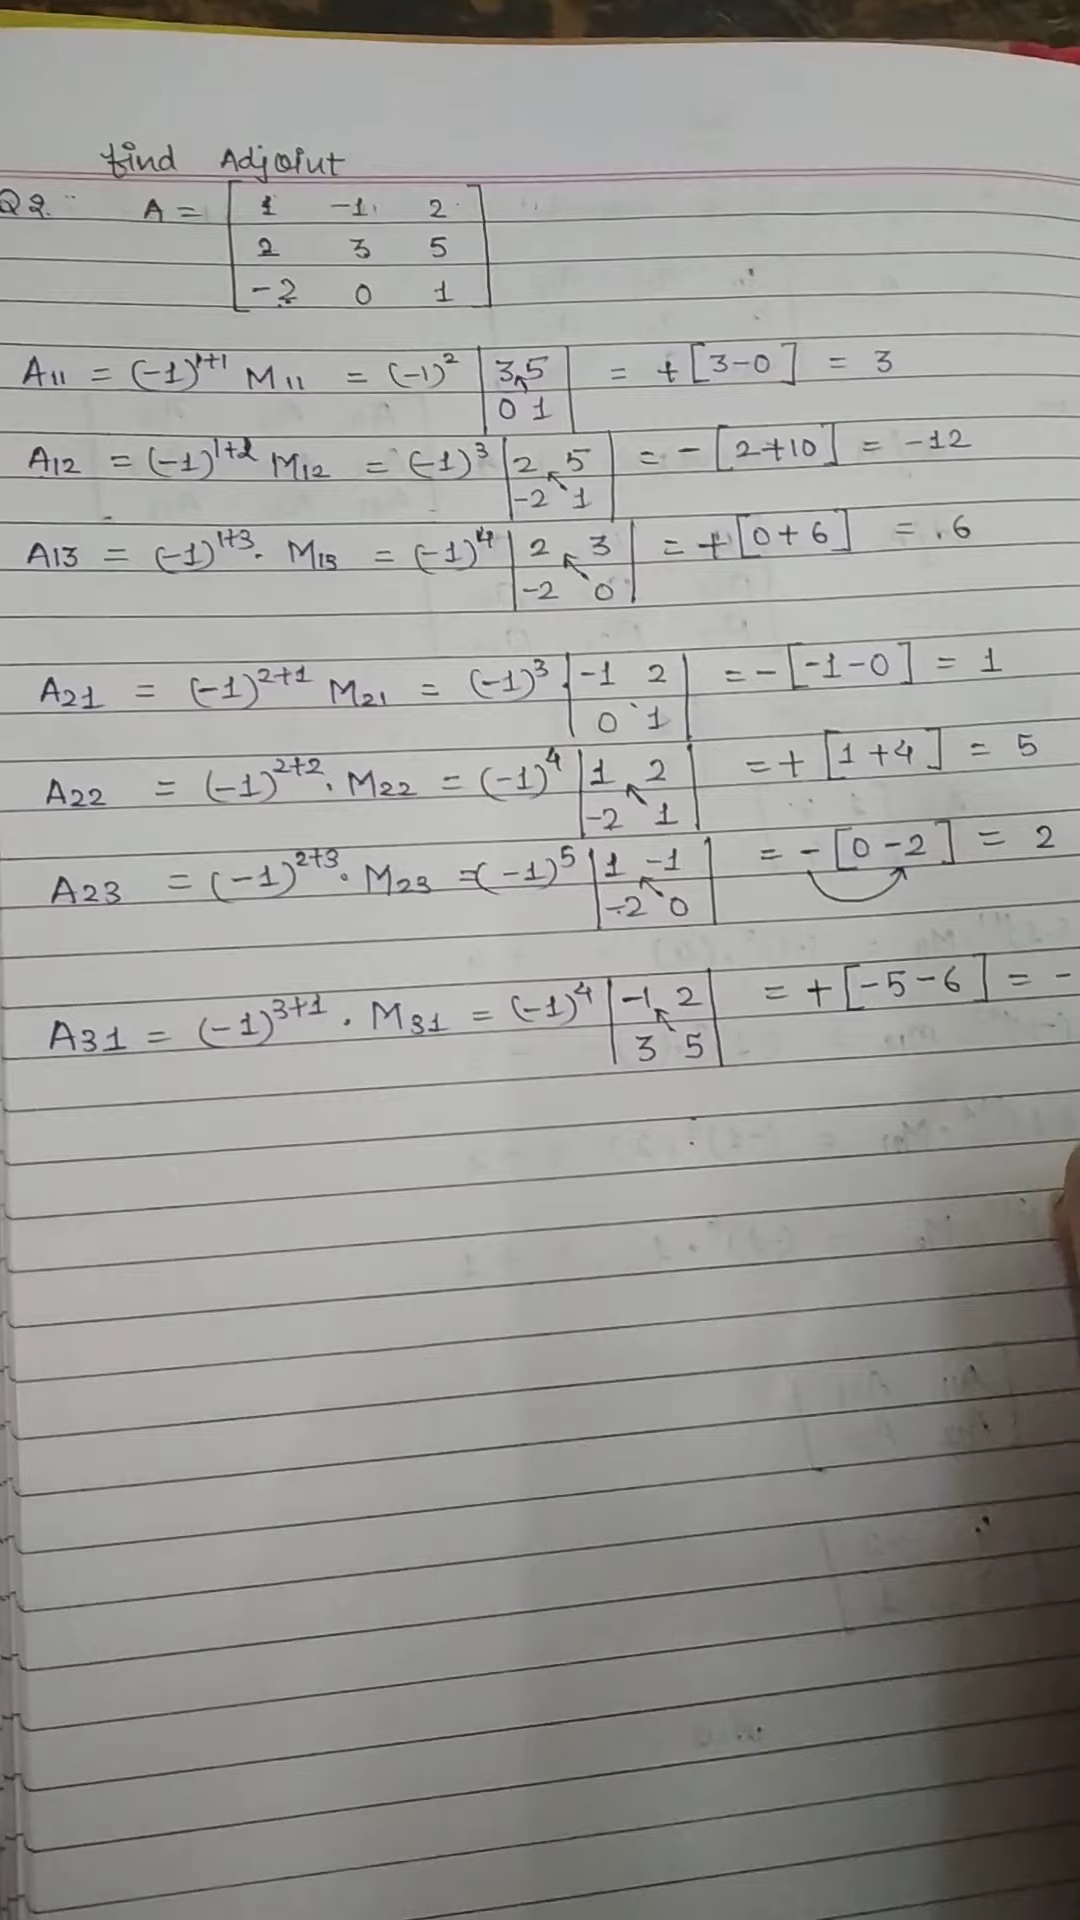 find Adjoint
Q2. A = [ 1 -1 2
2 3 5
-2 0 1 ]
A11 = (-1)^1+1 M11 = (-1)^2 | 3 5 | = +[3-0] = 3
0 1
A12 = (-1)^1+2 M12 = (-1)^3 | 2 5 | = -[2+10] = -12
-2 1
A13 = (-1)^1+3 . M13 = (-1)^4 | 2 3 | = +[0+6] = .6
-2 0
A21 = (-1)^2+1 M21 = (-1)^3 . | -1 2 | = -[-1-0] = 1
0 1
A22 = (-1)^2+2 . M22 = (-1)^4 | 1 2 | = +[1+4] = 5
-2 1
A23 = (-1)^2+3 . M23 = (-1)^5 | 1 -1 | = -[0-2] = 2
-2 0
A31 = (-1)^3+1 . M31 = (-1)^4 | -1 2 | = +[-5-6] = -
3 5